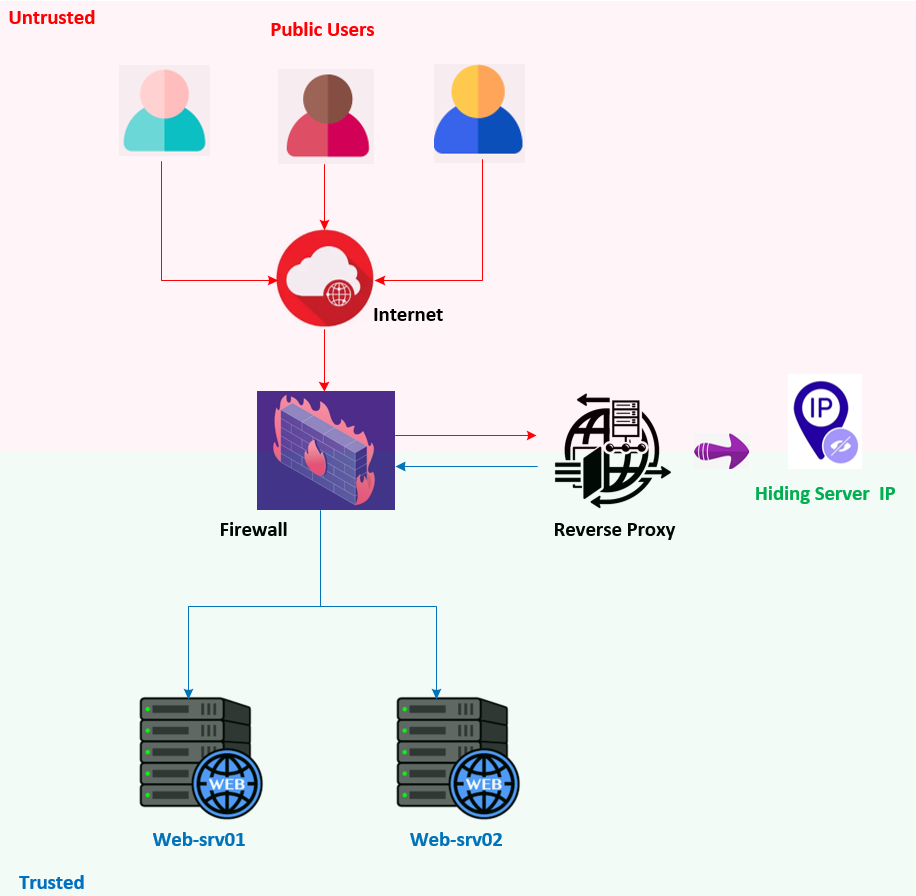 Untrusted
Public Users
Internet
IP
Hiding Server  IP
Firewall
Reverse Proxy
WEB
WEB
Web-srv01
Web-srv02
Trusted